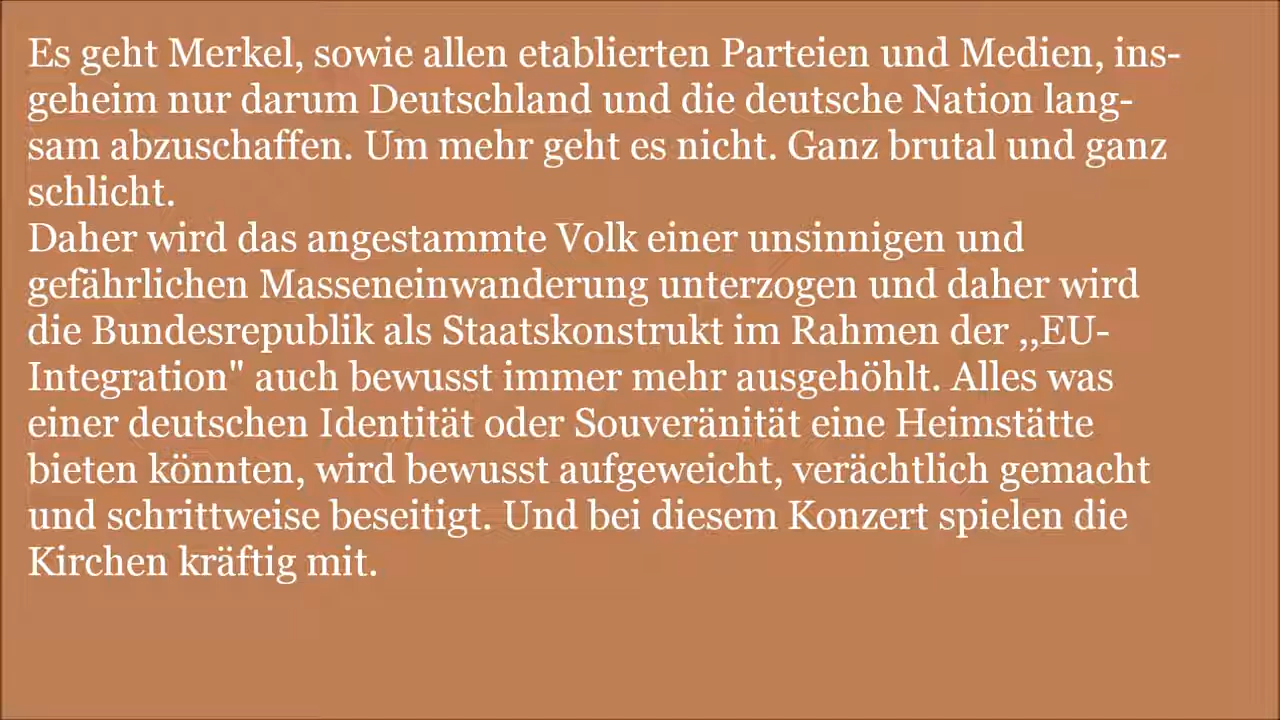 Es geht Merkel, sowie allen etablierten Parteien und Medien, ins-
geheim nur darum Deutschland und die deutsche Nation lang-
sam abzuschaffen. Um mehr geht es nicht. Ganz brutal und ganz
schlicht.
Daher wird das angestammte Volk einer unsinnigen und
gefährlichen Masseneinwanderung unterzogen und daher wird
die Bundesrepublik als Staatskonstrukt im Rahmen der ,,EU-
Integration" auch bewusst immer mehr ausgehöhlt. Alles was
einer deutschen Identität oder Souveränität eine Heimstätte
bieten könnten, wird bewusst aufgeweicht, verächtlich gemacht
und schrittweise beseitigt. Und bei diesem Konzert spielen die
Kirchen kräftig mit.